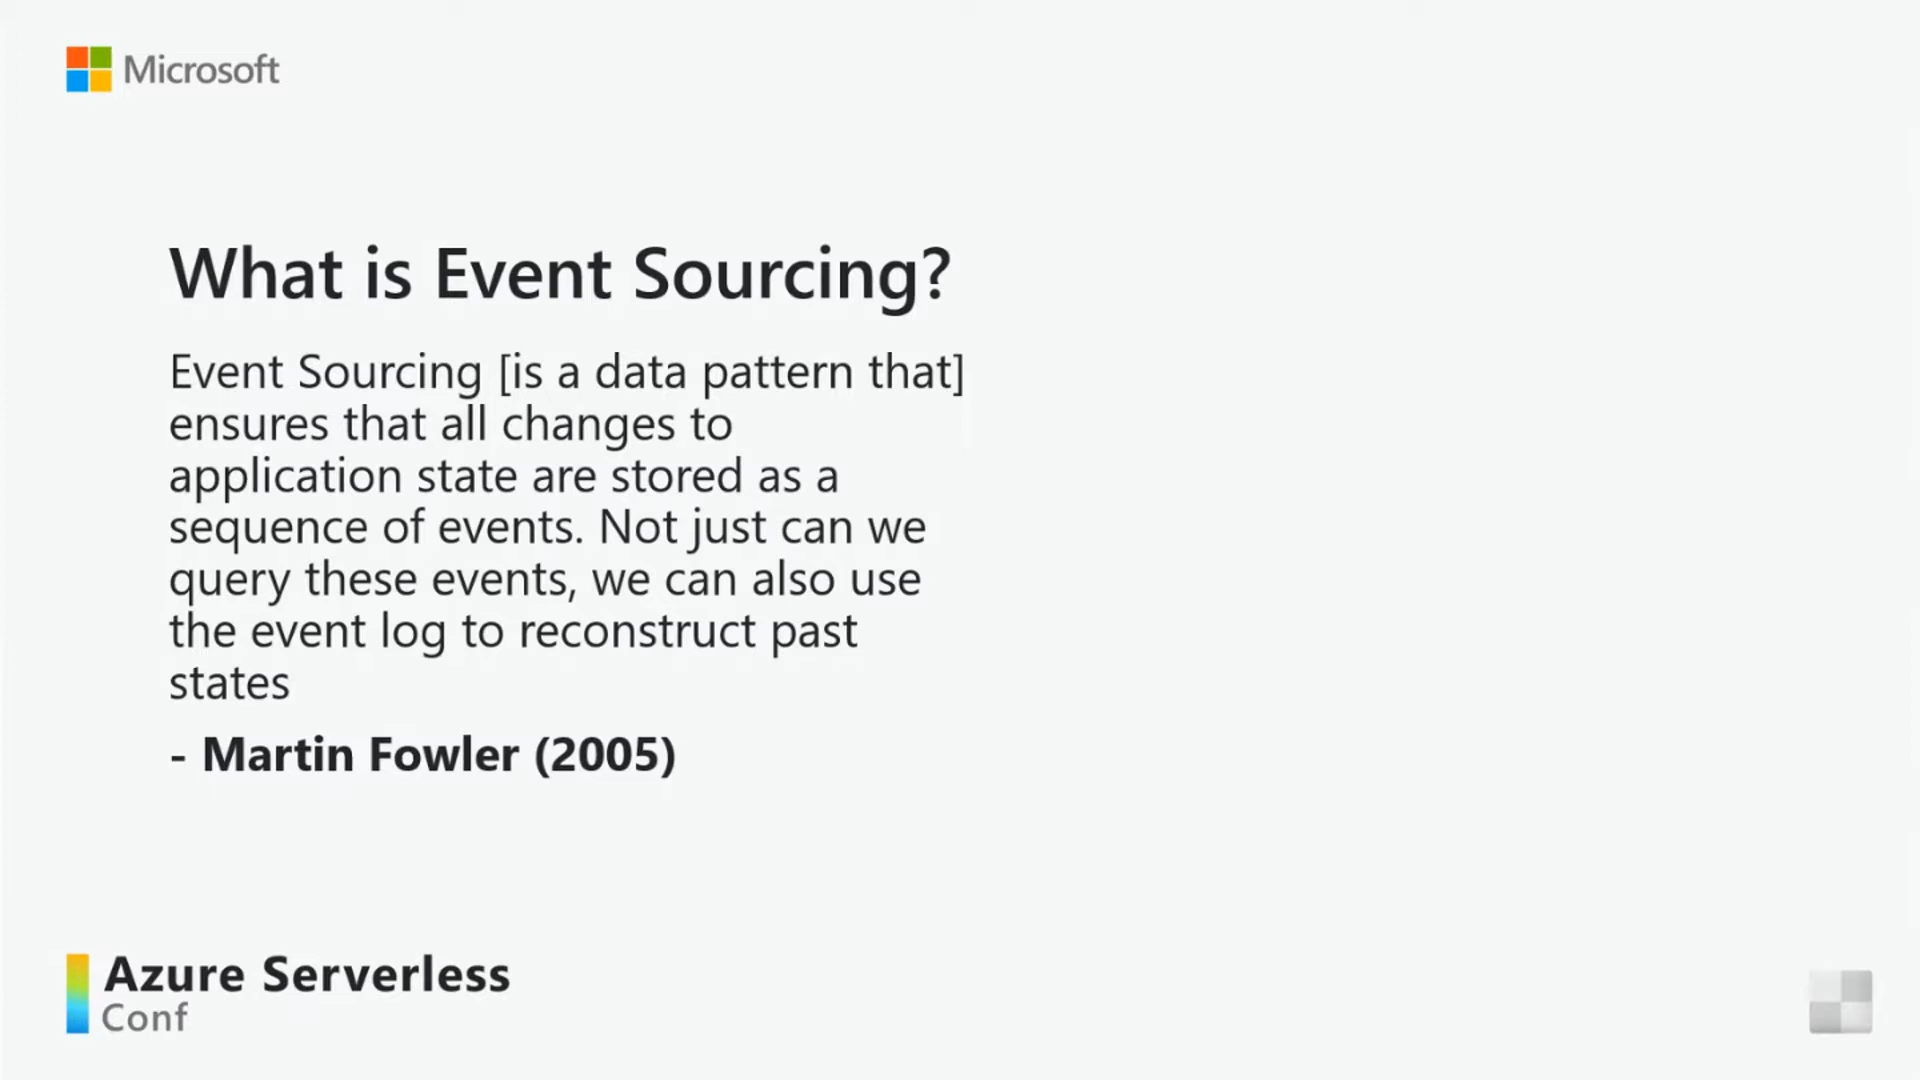 Microsoft
What is Event Sourcing?
Event Sourcing [is a data pattern that]
ensures that all changes to
application state are stored as a
sequence of events. Not just can we
query these events, we can also use
the event log to reconstruct past
states
- Martin Fowler (2005)
Azure Serverless
Conf